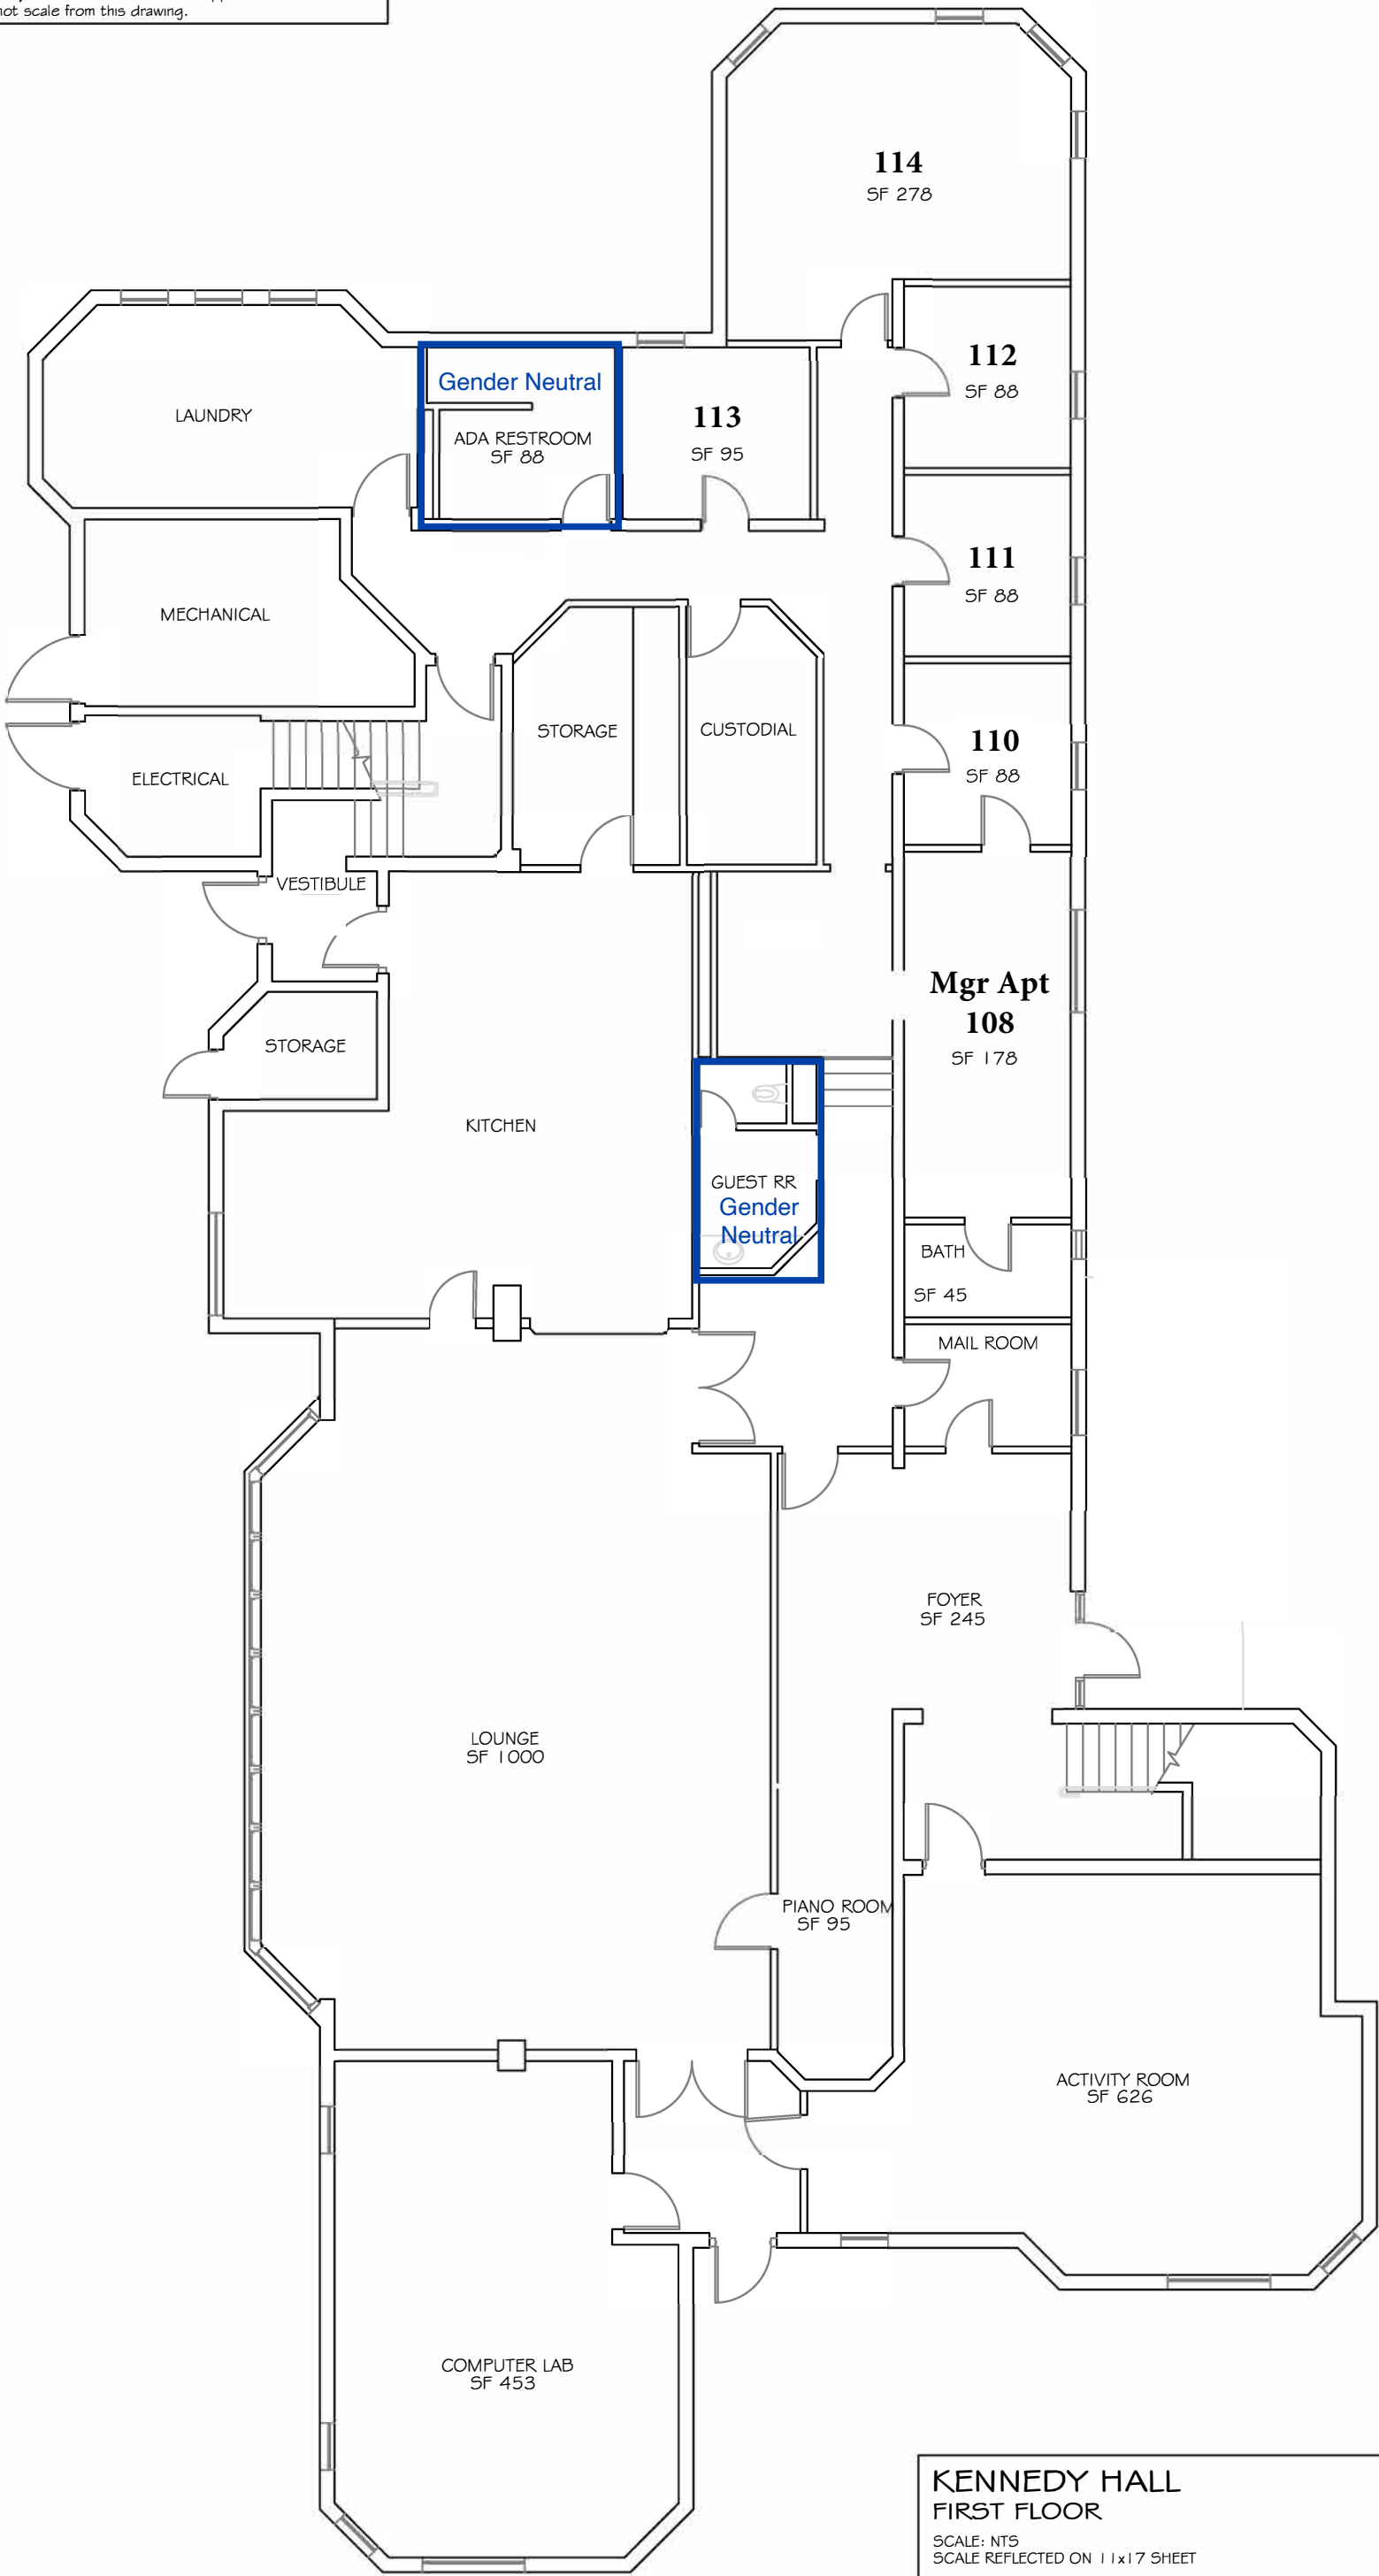 not scale from this drawing.
114
SF 278
112
SF 88
Gender Neutral
ADA RESTROOM
SF 88
113
SF 95
LAUNDRY
111
SF 88
MECHANICAL
STORAGE
CUSTODIAL
110
SF 88
ELECTRICAL
VESTIBULE
Mgr Apt
108
SF 178
STORAGE
KITCHEN
GUEST RR
Gender
Neutral
BATH
SF 45
MAIL ROOM
FOYER
SF 245
LOUNGE
SF 1000
PIANO ROOM
SF 95
ACTIVITY ROOM
SF 626
COMPUTER LAB
SF 453
KENNEDY HALL
FIRST FLOOR
SCALE: NTS
SCALE REFLECTED ON 11x17 SHEET